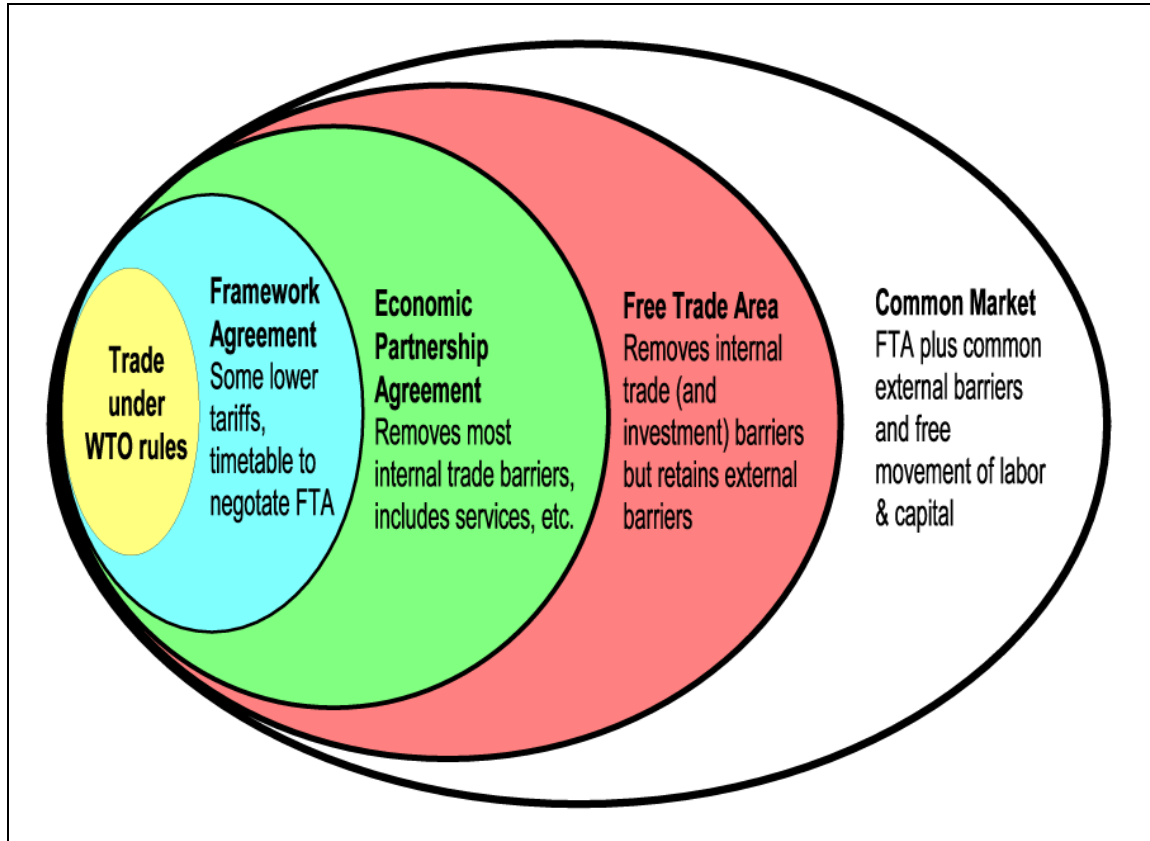 Trade
under
WTO rules
Framework
Agreement
Some lower
tariffs,
timetable to
negotate FTA
Economic
Partnership
Agreement
Removes most
internal trade barriers,
includes services, etc.
Free Trade Area
Removes internal
trade (and
investment) barriers
but retains external
barriers
Common Market
FTA plus common
external barriers
and free
movement of labor
& capital